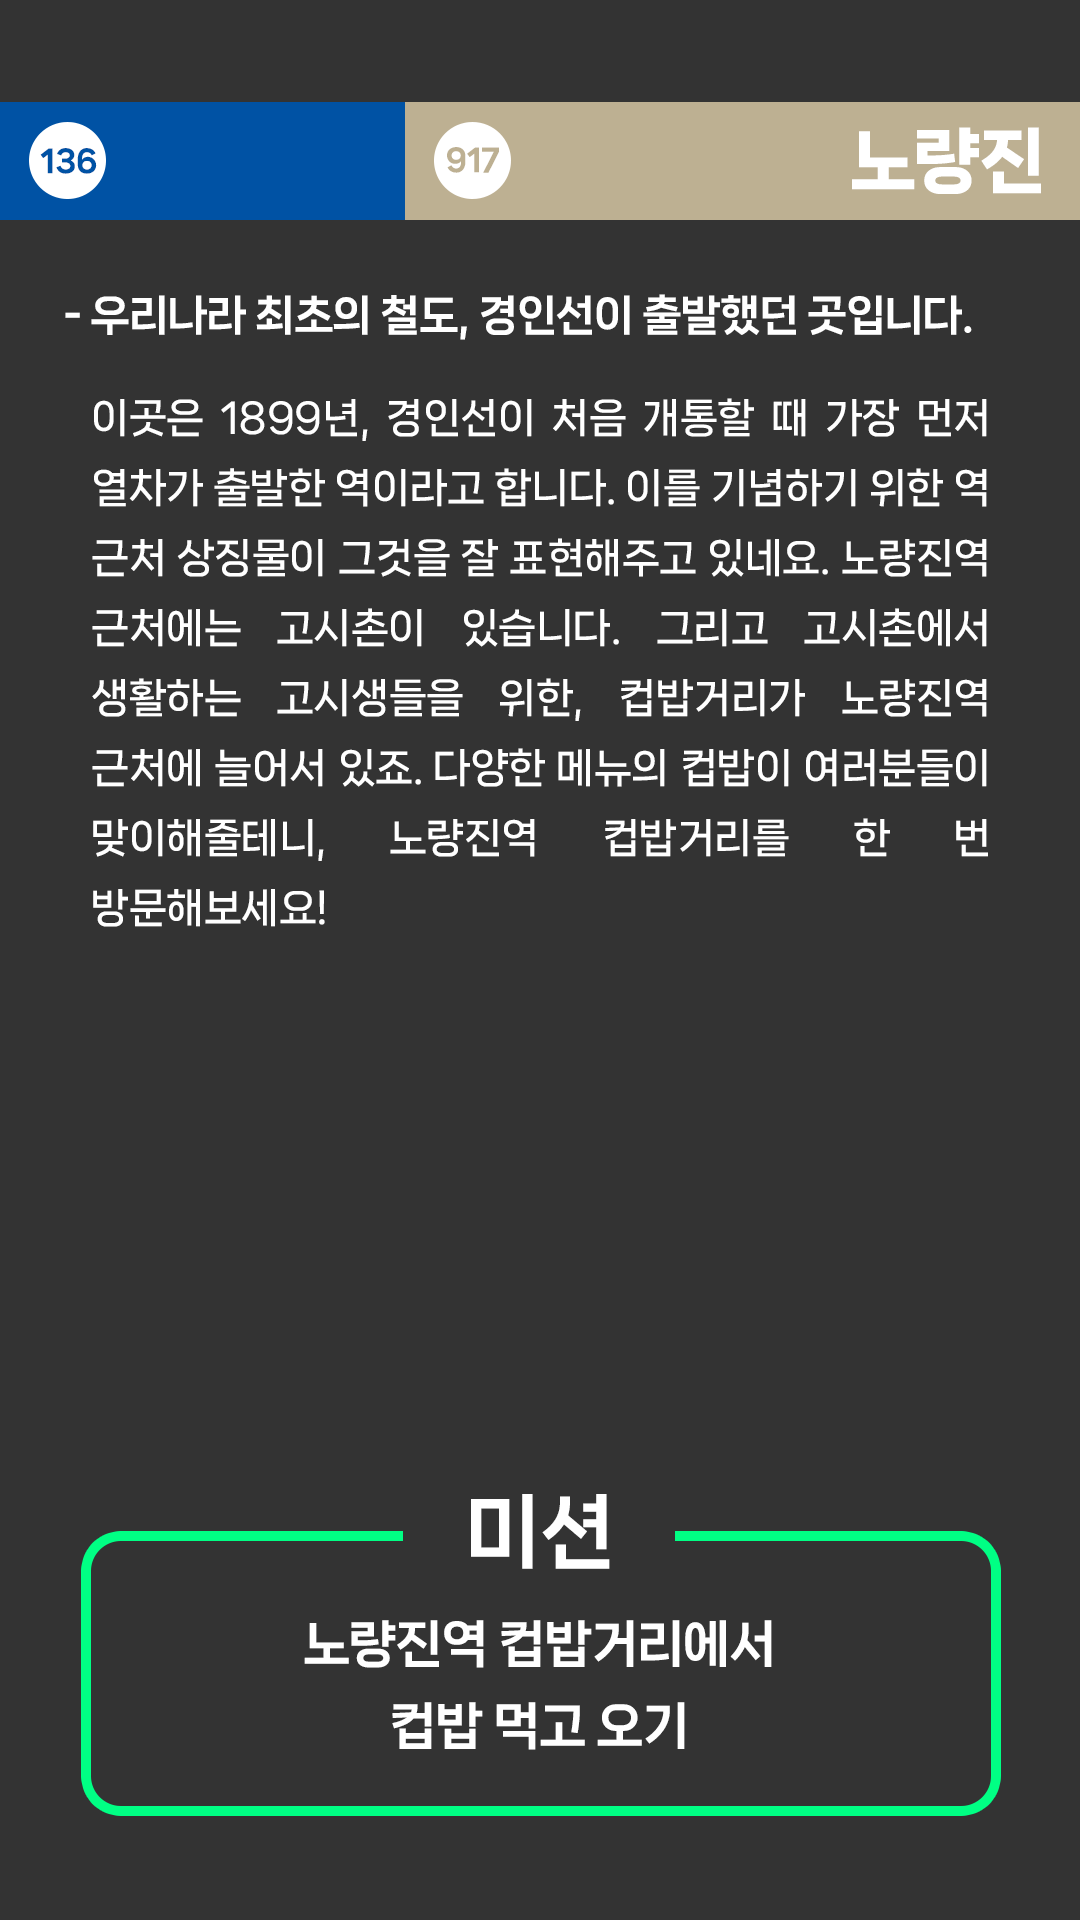 136
917
노량진
- 우리나라 최초의 철도, 경인선이 출발했던 곳입니다.
이곳은 1899년, 경인선이 처음 개통할 때 가장 먼저
열차가 출발한 역이라고 합니다. 이를 기념하기 위한 역
근처 상징물이 그것을 잘 표현해주고 있네요. 노량진역
근처에는 고시촌이 있습니다. 그리고 고시촌에서
생활하는 고시생들을 위한, 컵밥거리가 노량진역
근처에 늘어서 있죠. 다양한 메뉴의 컵밥이 여러분들이
맞이해줄테니, 노량진역 컵밥거리를 한 번
방문해보세요!
미션
노량진역 컵밥거리에서
컵밥 먹고 오기